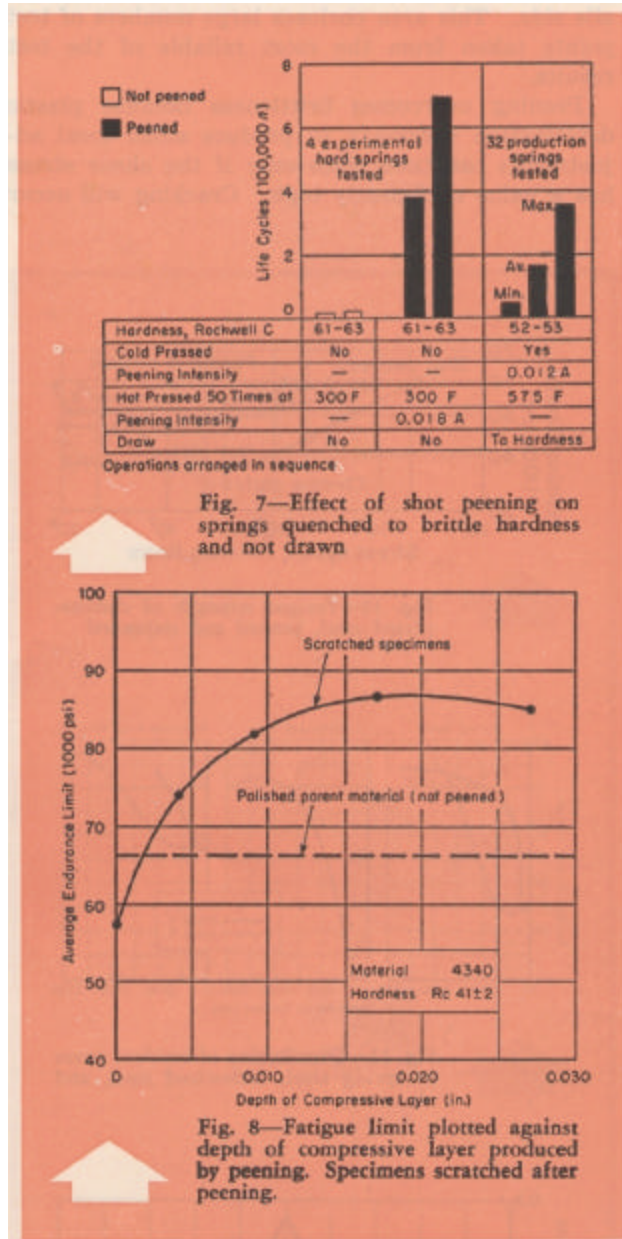 Not peened
Peened
Life Cycles (100,000 n)
8
6
4
2
0
4 experimental
hard springs
tested
32 production
springs
tested
Max.
Av.
Min.
Hardness, Rockwell C 61-63 61-63 52-53
Cold Pressed No No Yes
Peening Intensity — — 0.012 A
Hot Pressed 50 Times at 300 F 300 F 575 F
Peening Intensity — 0.018 A —
Draw No No To Hardness
Operations arranged in sequence
Fig. 7—Effect of shot peening on
springs quenched to brittle hardness
and not drawn
Average Endurance Limit (1000 psi)
100
90
80
70
60
50
40
Scratched specimens
Polished parent material (not peened)
Material 4340
Hardness Rc 41±2
0 0.010 0.020 0.030
Depth of Compressive Layer (in.)
Fig. 8—Fatigue limit plotted against
depth of compressive layer produced
by peening. Specimens scratched after
peening.